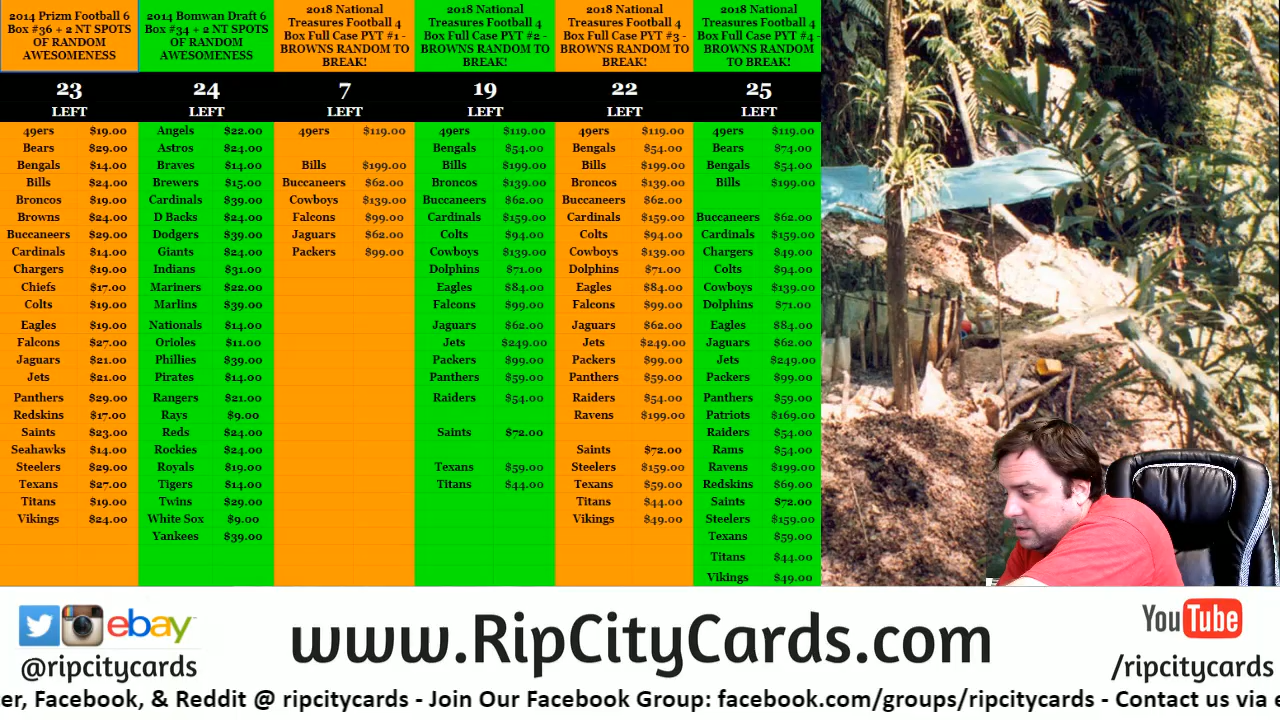 2014 Prizm Football 6
Box #36 + 2 NT SPOTS
OF RANDOM
AWESOMENESS
23
LEFT
49ers $19.00
Bears $29.00
Bengals $14.00
Bills $24.00
Broncos $19.00
Browns $24.00
Buccaneers $29.00
Cardinals $14.00
Chargers $19.00
Chiefs $17.00
Colts $19.00
Eagles $19.00
Falcons $27.00
Jaguars $21.00
Jets $21.00
Panthers $29.00
Redskins $17.00
Saints $23.00
Seahawks $14.00
Steelers $29.00
Texans $27.00
Titans $19.00
Vikings $24.00
2014 Bomwan Draft 6
Box #34 + 2 NT SPOTS
OF RANDOM
AWESOMENESS
24
LEFT
Angels $22.00
Astros $24.00
Braves $14.00
Brewers $15.00
Cardinals $39.00
D Backs $24.00
Dodgers $39.00
Giants $24.00
Indians $31.00
Mariners $22.00
Marlins $39.00
Nationals $14.00
Orioles $11.00
Phillies $39.00
Pirates $14.00
Rangers $21.00
Rays $9.00
Reds $24.00
Rockies $24.00
Royals $19.00
Tigers $14.00
Twins $29.00
White Sox $9.00
Yankees $39.00
2018 National
Treasures Football 4
Box Full Case PYT #1 -
BROWNS RANDOM TO
BREAK!
7
LEFT
49ers $119.00
Bills $199.00
Buccaneers $62.00
Cowboys $139.00
Falcons $99.00
Jaguars $62.00
Packers $99.00
2018 National
Treasures Football 4
Box Full Case PYT #2 -
BROWNS RANDOM TO
BREAK!
19
LEFT
49ers $119.00
Bengals $54.00
Bills $199.00
Broncos $139.00
Buccaneers $62.00
Cardinals $159.00
Colts $94.00
Cowboys $139.00
Dolphins $71.00
Eagles $84.00
Falcons $99.00
Jaguars $62.00
Jets $249.00
Packers $99.00
Panthers $59.00
Raiders $54.00
Saints $72.00
Texans $59.00
Titans $44.00
2018 National
Treasures Football 4
Box Full Case PYT #3 -
BROWNS RANDOM TO
BREAK!
22
LEFT
49ers $119.00
Bengals $54.00
Bills $199.00
Broncos $139.00
Buccaneers $62.00
Cardinals $159.00
Colts $94.00
Cowboys $139.00
Dolphins $71.00
Eagles $84.00
Falcons $99.00
Jaguars $62.00
Jets $249.00
Packers $99.00
Panthers $59.00
Raiders $54.00
Ravens $199.00
Saints $72.00
Steelers $159.00
Texans $59.00
Titans $44.00
Vikings $49.00
2018 National
Treasures Football 4
Box Full Case PYT #4 -
BROWNS RANDOM
TO BREAK!
25
LEFT
49ers $119.00
Bears $74.00
Bengals $54.00
Bills $199.00
Buccaneers $62.00
Cardinals $159.00
Chargers $49.00
Colts $94.00
Cowboys $139.00
Dolphins $71.00
Eagles $84.00
Jaguars $62.00
Jets $249.00
Packers $99.00
Panthers $59.00
Patriots $169.00
Raiders $54.00
Rams $54.00
Ravens $199.00
Redskins $69.00
Saints $72.00
Steelers $159.00
Texans $59.00
Titans $44.00
Vikings $49.00
ebay
@ripcitycards
www.RipCityCards.com
YouTube
/ripcitycards
er, Facebook, & Reddit @ ripcitycards - Join Our Facebook Group: facebook.com/groups/ripcitycards - Contact us via e